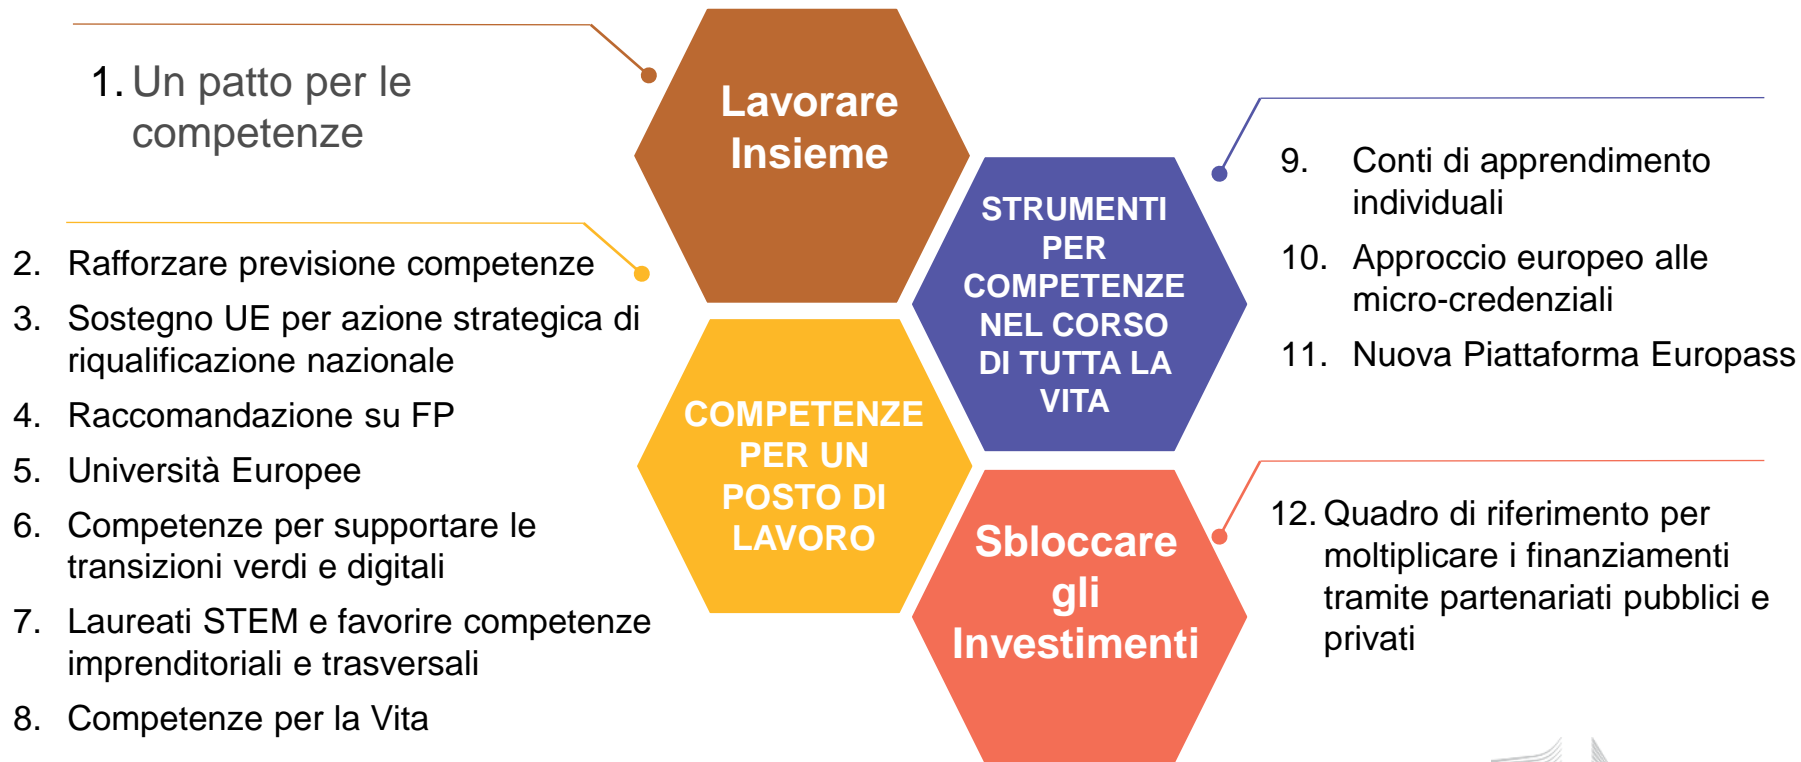 1. Un patto per le
competenze
Lavorare
Insieme
2. Rafforzare previsione competenze
3. Sostegno UE per azione strategica di
riqualificazione nazionale
4. Raccomandazione su FP
5. Università Europee
6. Competenze per supportare le
transizioni verdi e digitali
7. Laureati STEM e favorire competenze
imprenditoriali e trasversali
8. Competenze per la Vita
COMPETENZE
PER UN
POSTO DI
LAVORO
STRUMENTI
PER
COMPETENZE
NEL CORSO
DI TUTTA LA
VITA
9. Conti di apprendimento
individuali
10. Approccio europeo alle
micro-credenziali
11. Nuova Piattaforma Europass
Sbloccare
gli
Investimenti
12. Quadro di riferimento per
moltiplicare i finanziamenti
tramite partenariati pubblici e
privati